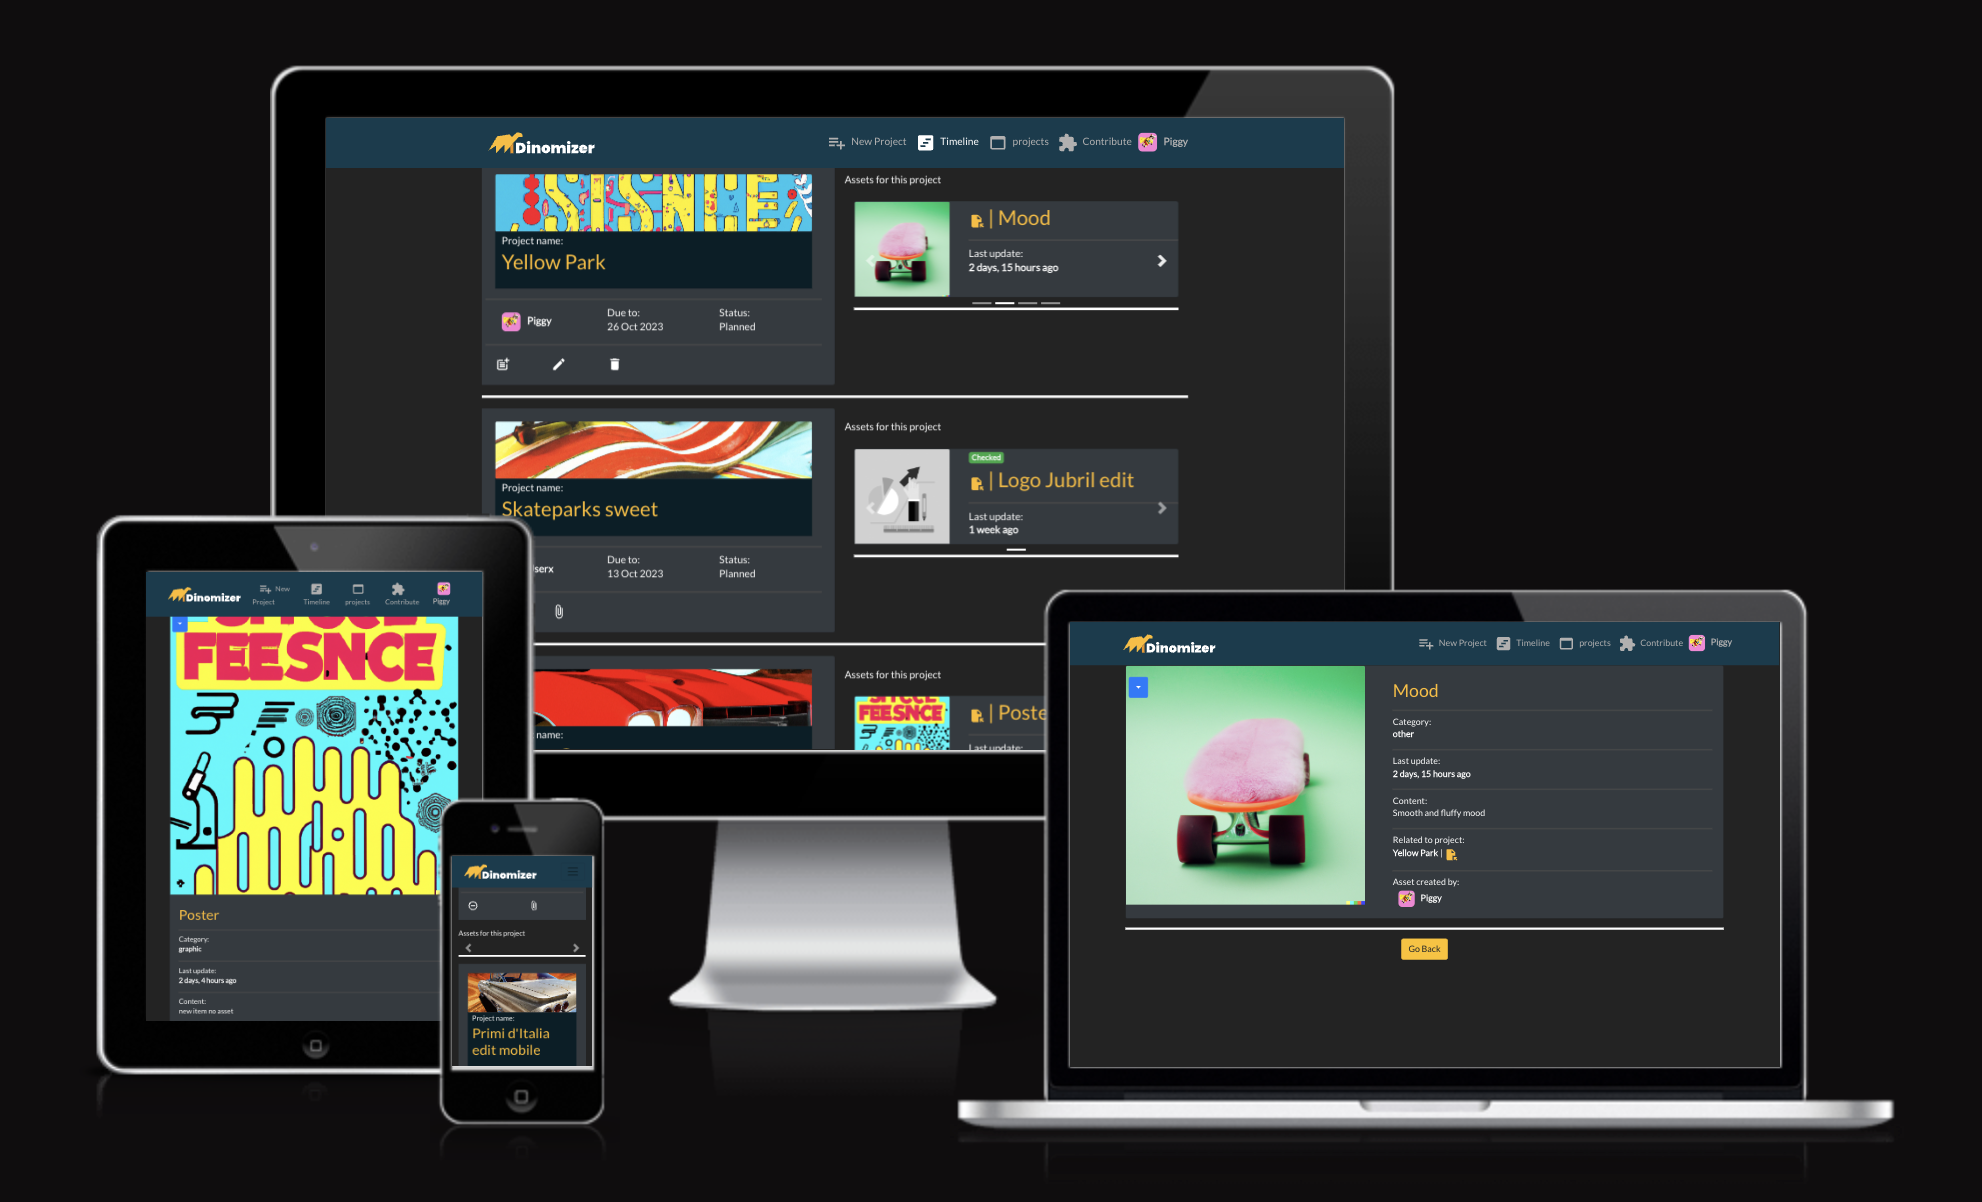 Dinomizer
New Project
Timeline
projects
Contribute
Piggy
SISNCE
Project name:
Yellow Park
Piggy
Due to:
26 Oct 2023
Status:
Planned
Assets for this project
| Mood
Last update:
2 days, 15 hours ago
Project name:
Skateparks sweet
serx
Due to:
13 Oct 2023
Status:
Planned
Assets for this project
Checked
| Logo Jubril edit
Last update:
1 week ago
name:
Assets for this project
FEESNCE
| Poste
Last update:
Dinomizer
New
Project
Timeline
projects
Contribute
Piggy
FEESNCE
Poster
Category:
graphic
Last update:
2 days, 4 hours ago
Content:
new item no asset
Dinomizer
Assets for this project
Project name:
Primi d'Italia
edit mobile
Dinomizer
New Project
Timeline
projects
Contribute
Piggy
Mood
Category:
other
Last update:
2 days, 15 hours ago
Content:
Smooth and fluffy mood
Related to project:
Yellow Park |
Asset created by:
Piggy
Go Back